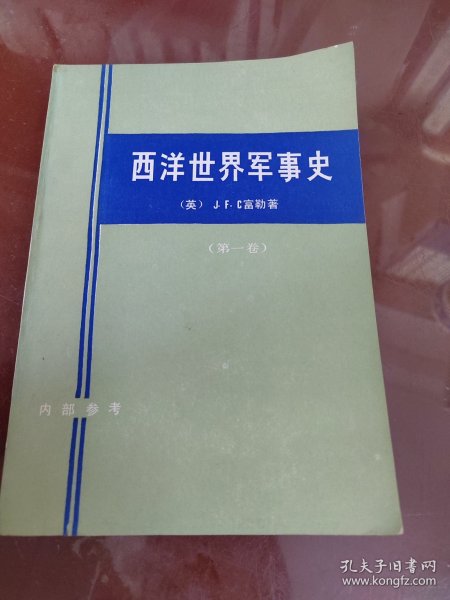 西洋世界军事史
(英) J·F·C富勒著
(第一卷)
内部参考
孔夫子旧书网
www.kongfz.com